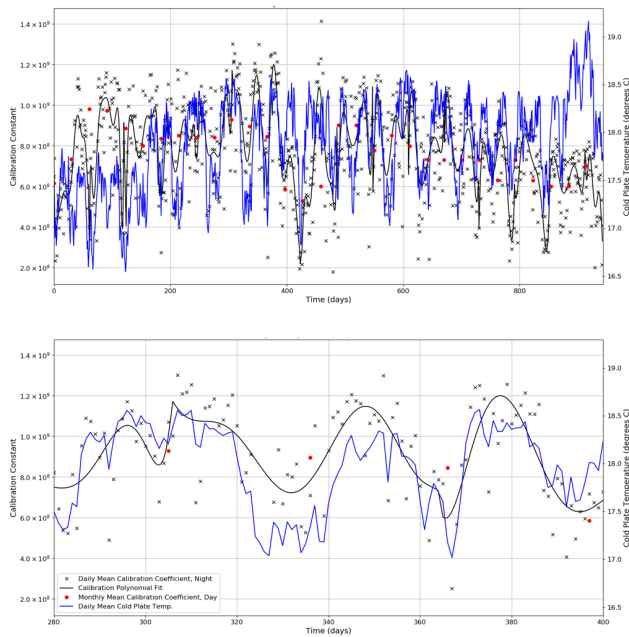 1.4 × 10⁹
1.2 × 10⁹
1.0 × 10⁹
8.0 × 10⁸
6.0 × 10⁸
4.0 × 10⁸
2.0 × 10⁸
Calibration Constant
19.0
18.5
18.0
17.5
17.0
16.5
Cold Plate Temperature (degrees C)
0 200 400 600 800
Time (days)
1.4 × 10⁹
1.2 × 10⁹
1.0 × 10⁹
8.0 × 10⁸
6.0 × 10⁸
4.0 × 10⁸
2.0 × 10⁸
Calibration Constant
19.0
18.5
18.0
17.5
17.0
16.5
Cold Plate Temperature (degrees C)
Daily Mean Calibration Coefficient, Night
Calibration Polynomial Fit
Monthly Mean Calibration Coefficient, Day
Daily Mean Cold Plate Temp.
280 300 320 340 360 380 400
Time (days)